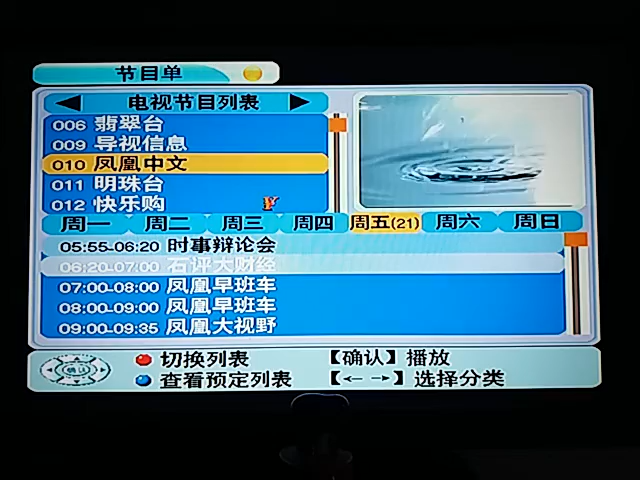 节目单
电视节目列表
006 翡翠台
009 导视信息
010 凤凰中文
011 明珠台
012 快乐购
周一 周二 周三 周四 周五(21) 周六 周日
05:55-06:20 时事辩论会
06:20-07:00 石评大财经
07:00-08:00 凤凰早班车
08:00-09:00 凤凰早班车
09:00-09:35 凤凰大视野
确认 切换列表 【确认】播放
查看预定列表 【←→】选择分类